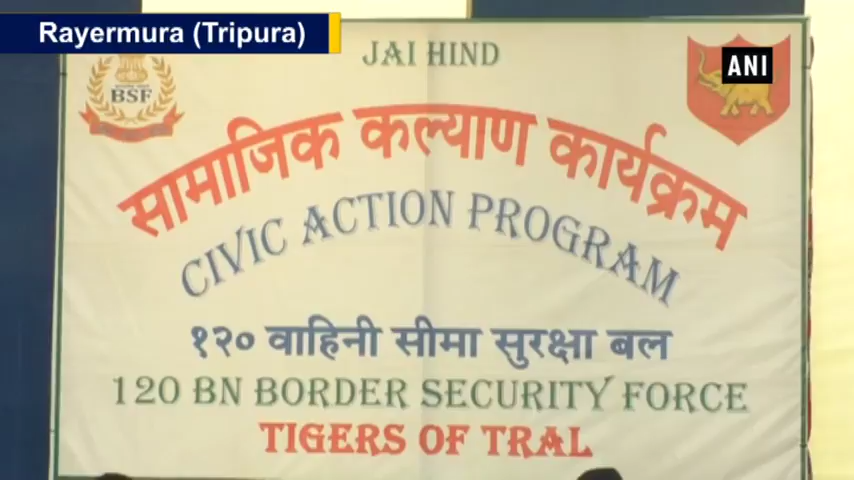 Rayermura (Tripura)
JAI HIND
ANI
BSF
सामाजिक कल्याण कार्यक्रम
CIVIC ACTION PROGRAM
१२० वाहिनी सीमा सुरक्षा बल
120 BN BORDER SECURITY FORCE
TIGERS OF TRAL